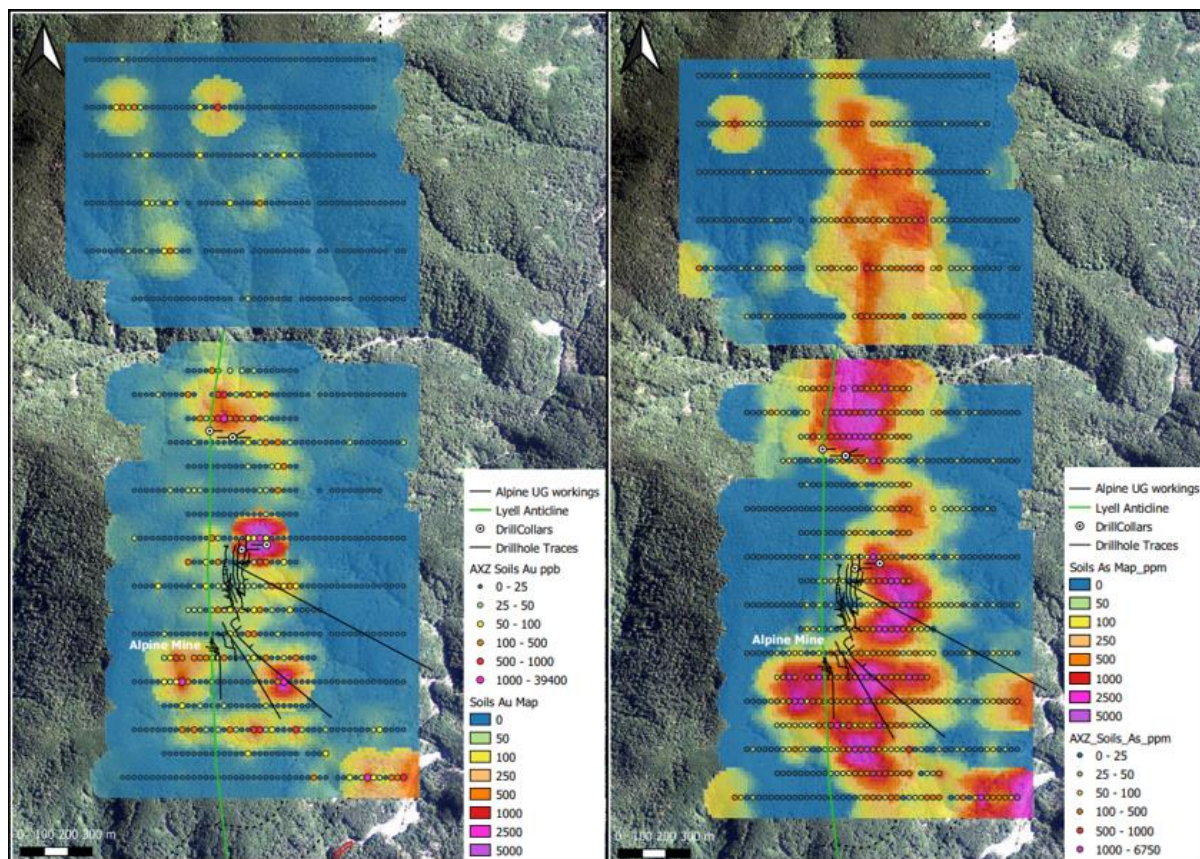 Alpine UG workings
Lyell Anticline
DrillCollars
Drillhole Traces
AXZ Soils Au ppb
0 - 25
25 - 50
50 - 100
100 - 500
500 - 1000
1000 - 39400
Soils Au Map
0
50
100
250
500
1000
2500
5000
Alpine Mine
0 100 200 300 m
Alpine UG workings
Lyell Anticline
DrillCollars
Drillhole Traces
Soils As Map_ppm
0
50
100
250
500
1000
2500
5000
AXZ_Soils_As_ppm
0 - 25
25 - 50
50 - 100
100 - 500
500 - 1000
1000 - 6750
Alpine Mine
0 100 200 300 m